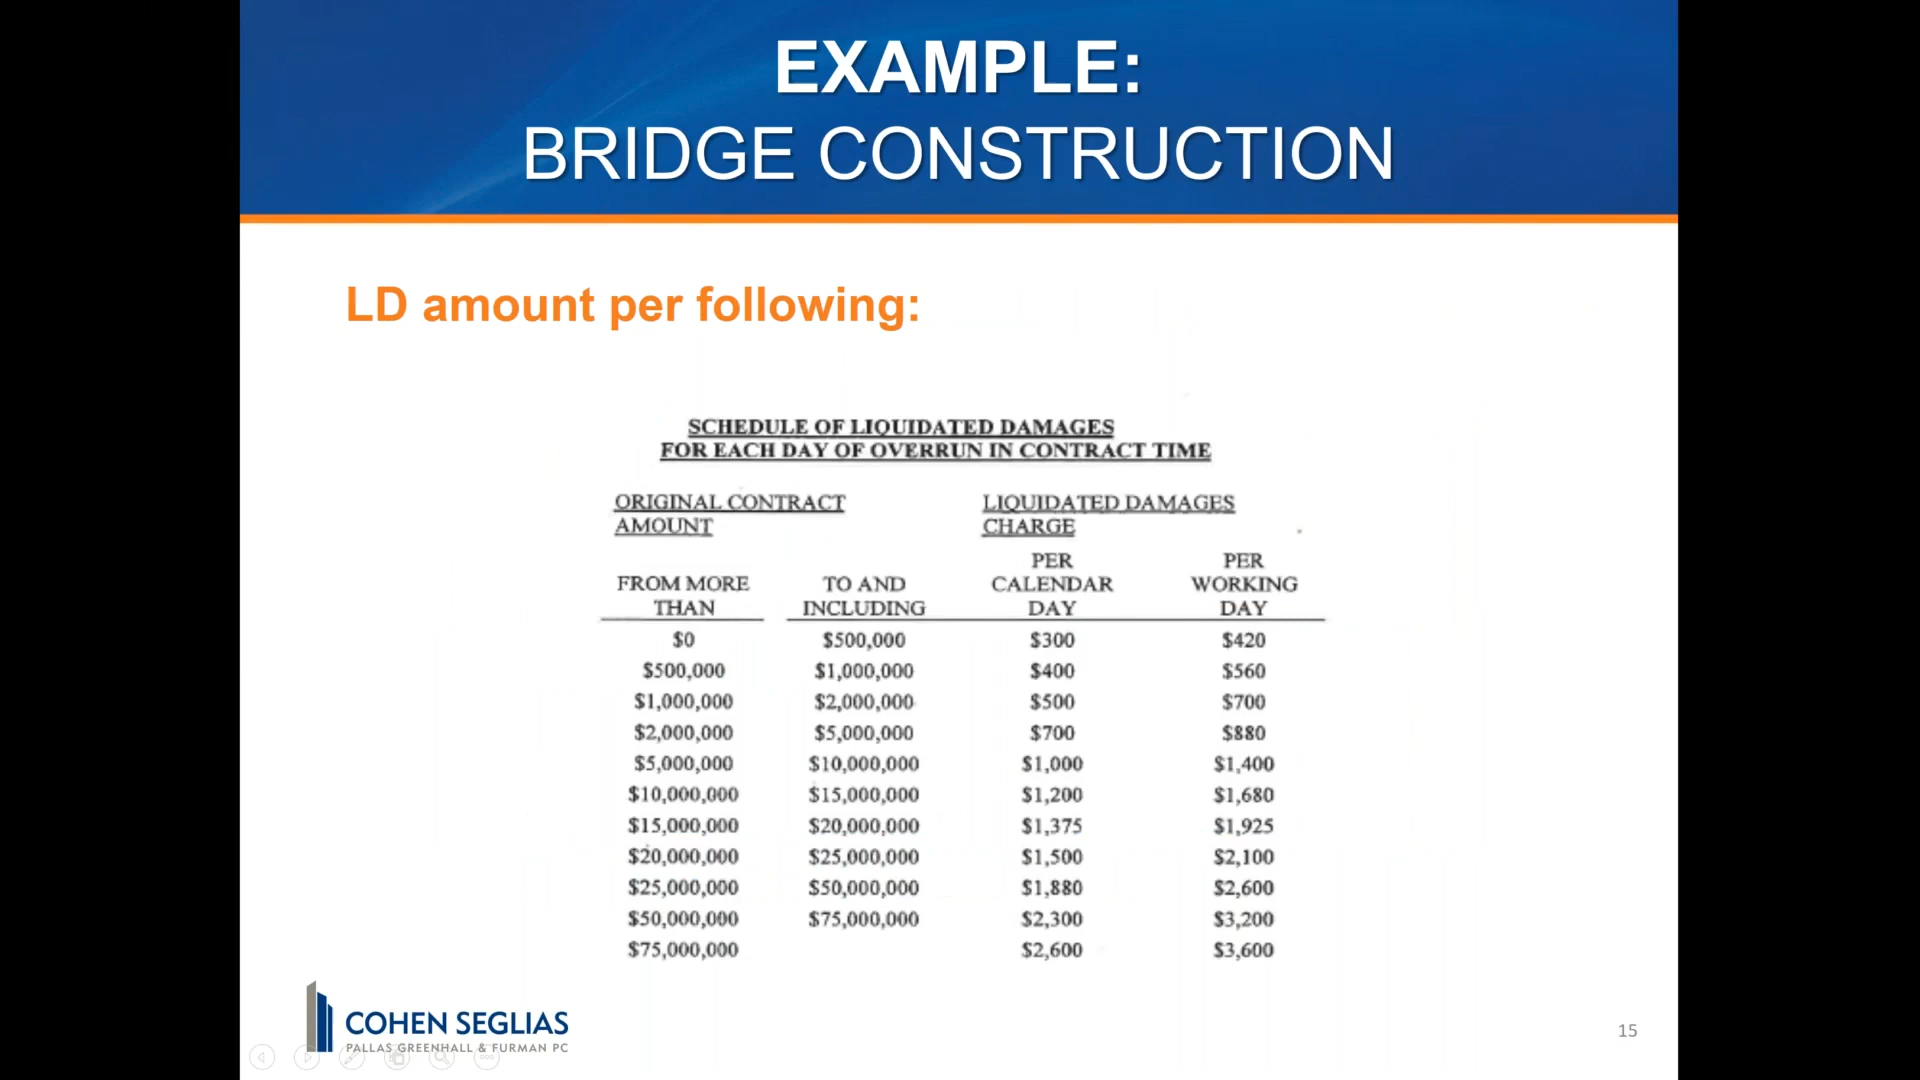 EXAMPLE:
BRIDGE CONSTRUCTION
LD amount per following:
SCHEDULE OF LIQUIDATED DAMAGES
FOR EACH DAY OF OVERRUN IN CONTRACT TIME
ORIGINAL CONTRACT LIQUIDATED DAMAGES
AMOUNT CHARGE
PER PER
FROM MORE TO AND CALENDAR WORKING
THAN INCLUDING DAY DAY
$0 $500,000 $300 $420
$500,000 $1,000,000 $400 $560
$1,000,000 $2,000,000 $500 $700
$2,000,000 $5,000,000 $700 $880
$5,000,000 $10,000,000 $1,000 $1,400
$10,000,000 $15,000,000 $1,200 $1,680
$15,000,000 $20,000,000 $1,375 $1,925
$20,000,000 $25,000,000 $1,500 $2,100
$25,000,000 $50,000,000 $1,880 $2,600
$50,000,000 $75,000,000 $2,300 $3,200
$75,000,000 $2,600 $3,600
COHEN SEGLIAS
PALLAS GREENHALL & FURMAN PC
15